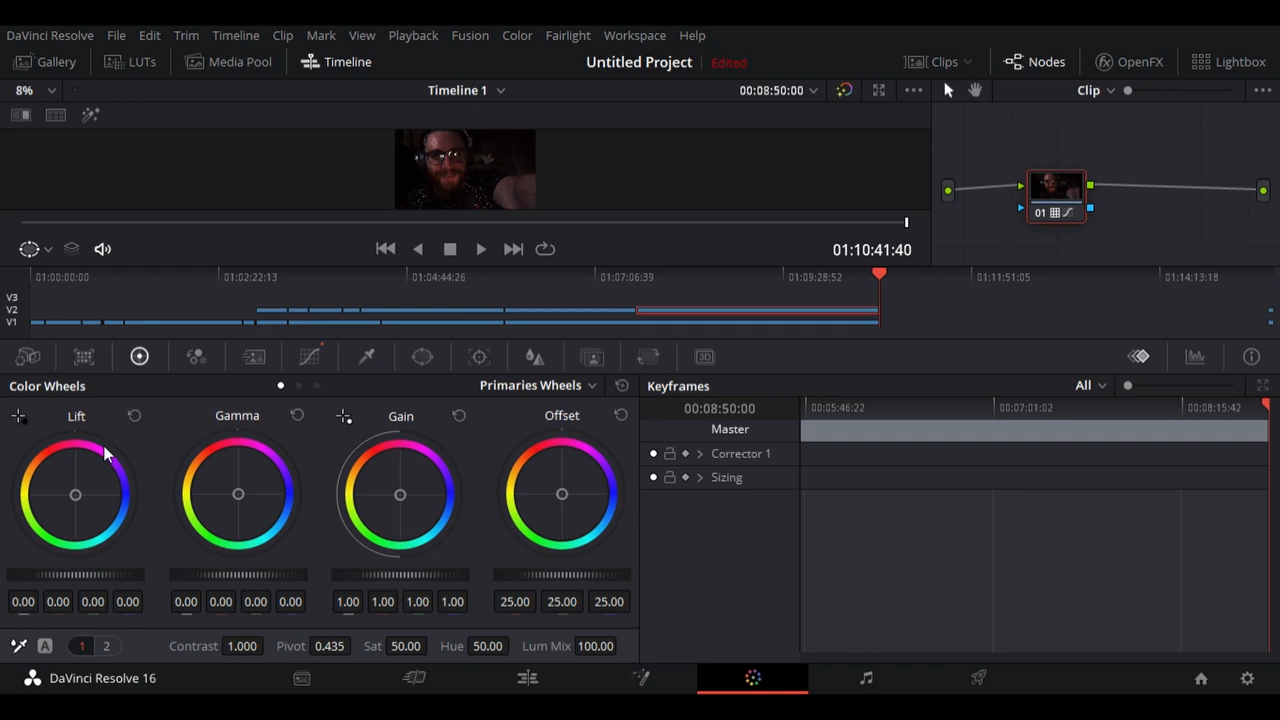 DaVinci Resolve File Edit Trim Timeline Clip Mark View Playback Fusion Color Fairlight Workspace Help
Gallery LUTs Media Pool Timeline Untitled Project Edited Clips Nodes OpenFX Lightbox
8% Timeline 1 00:08:50:00 Clip
01
01:10:41:40
01:00:00:00 01:02:22:13 01:04:44:26 01:07:06:39 01:09:28:52 01:11:51:05 01:14:13:18
V3
V2
V1
3D
Color Wheels Primaries Wheels Keyframes All
00:08:50:00 00:05:46:22 00:07:01:02 00:08:15:42
Lift Gamma Gain Offset
Master
Corrector 1
Sizing
0.00 0.00 0.00 0.00 0.00 0.00 0.00 0.00 1.00 1.00 1.00 1.00 25.00 25.00 25.00
A 1 2 Contrast 1.000 Pivot 0.435 Sat 50.00 Hue 50.00 Lum Mix 100.00
DaVinci Resolve 16